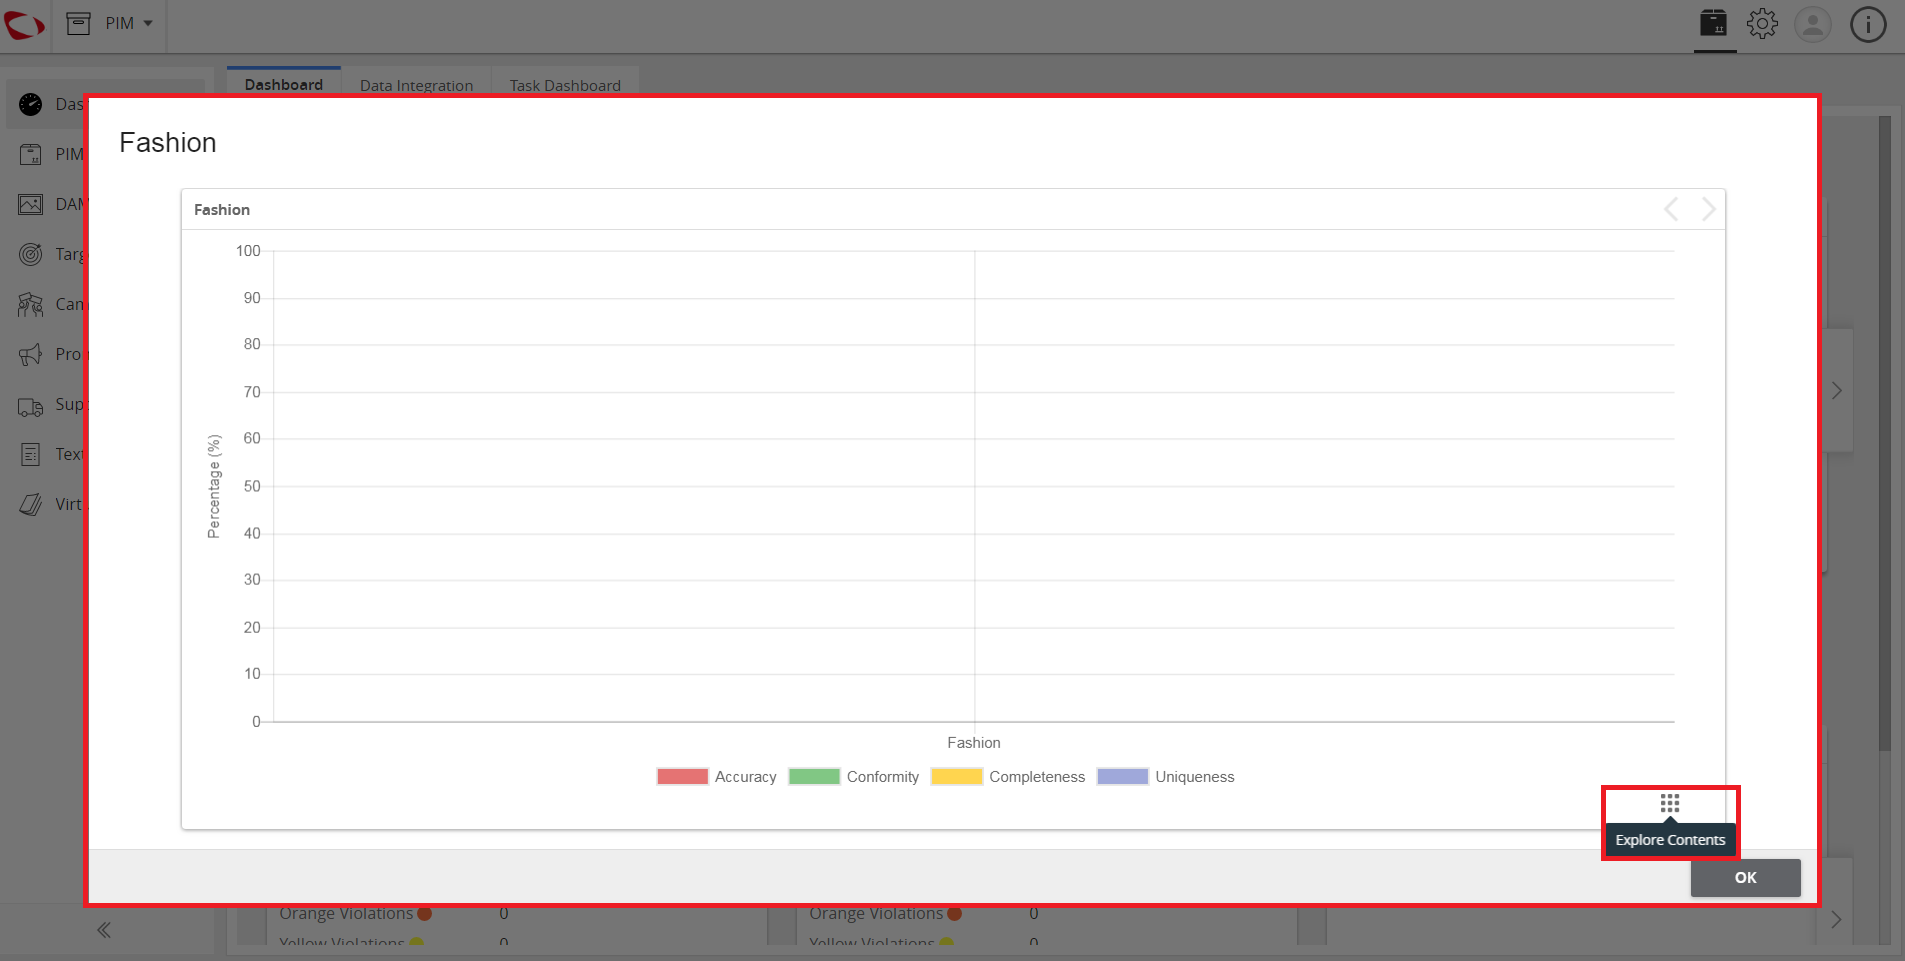 PIM
Dashboard Data Integration Task Dashboard
Das
PIM
DAM
Targ
Cam
Pro
Sup
Text
Virt
Fashion
Fashion
100
90
80
70
60
50
40
30
20
10
0
Percentage (%)
Fashion
Accuracy Conformity Completeness Uniqueness
Explore Contents
OK
Orange Violations 0 Orange Violations 0
Yellow Violations 0 Yellow Violations 0